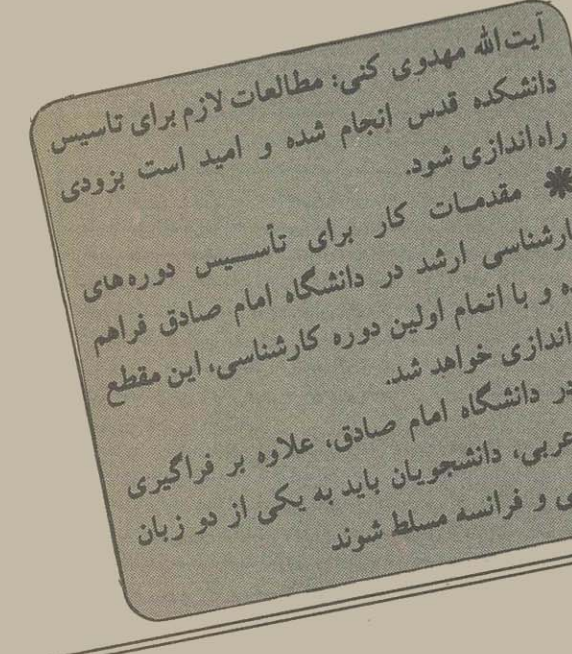 آیت‌الله مهدوی کنی: مطالعات لازم برای تاسیس
دانشکده قدس انجام شده و امید است بزودی
راه‌اندازی شود.
✱ مقدمات کار برای تأسیس دوره‌های
ارشناسی ارشد در دانشگاه امام صادق فراهم
ه و با اتمام اولین دوره کارشناسی، این مقطع
اندازی خواهد شد.
در دانشگاه امام صادق، علاوه بر فراگیری
عربی، دانشجویان باید به یکی از دو زبان
ی و فرانسه مسلط شوند